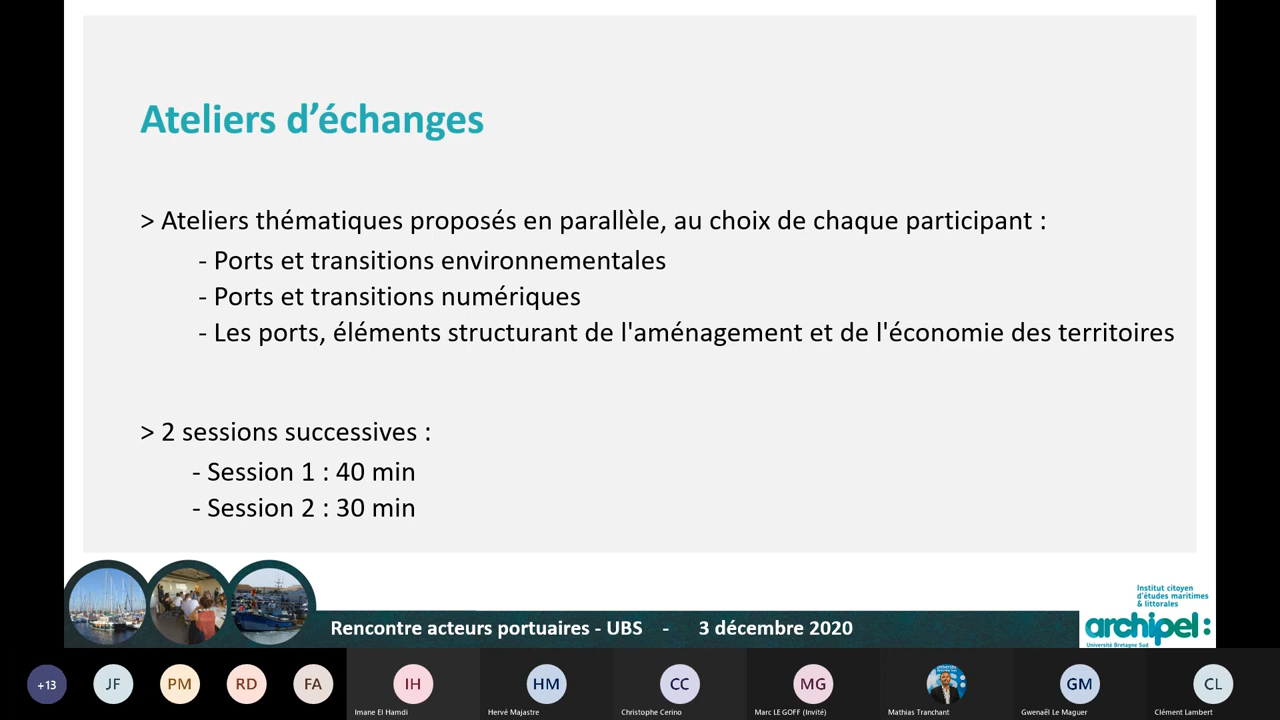 Ateliers d’échanges
> Ateliers thématiques proposés en parallèle, au choix de chaque participant :
- Ports et transitions environnementales
- Ports et transitions numériques
- Les ports, éléments structurant de l'aménagement et de l'économie des territoires
> 2 sessions successives :
- Session 1 : 40 min
- Session 2 : 30 min
Institut citoyen
d'études maritimes
& littorales
archipel:
Université Bretagne Sud
Rencontre acteurs portuaires - UBS - 3 décembre 2020
+13
JF
PM
RD
FA
IH
HM
CC
MG
GM
CL
Imane El Hamdi
Hervé Majastre
Christophe Cerino
Marc LE GOFF (Invité)
Mathias Tranchant
Gwenaël Le Maguer
Clément Lambert